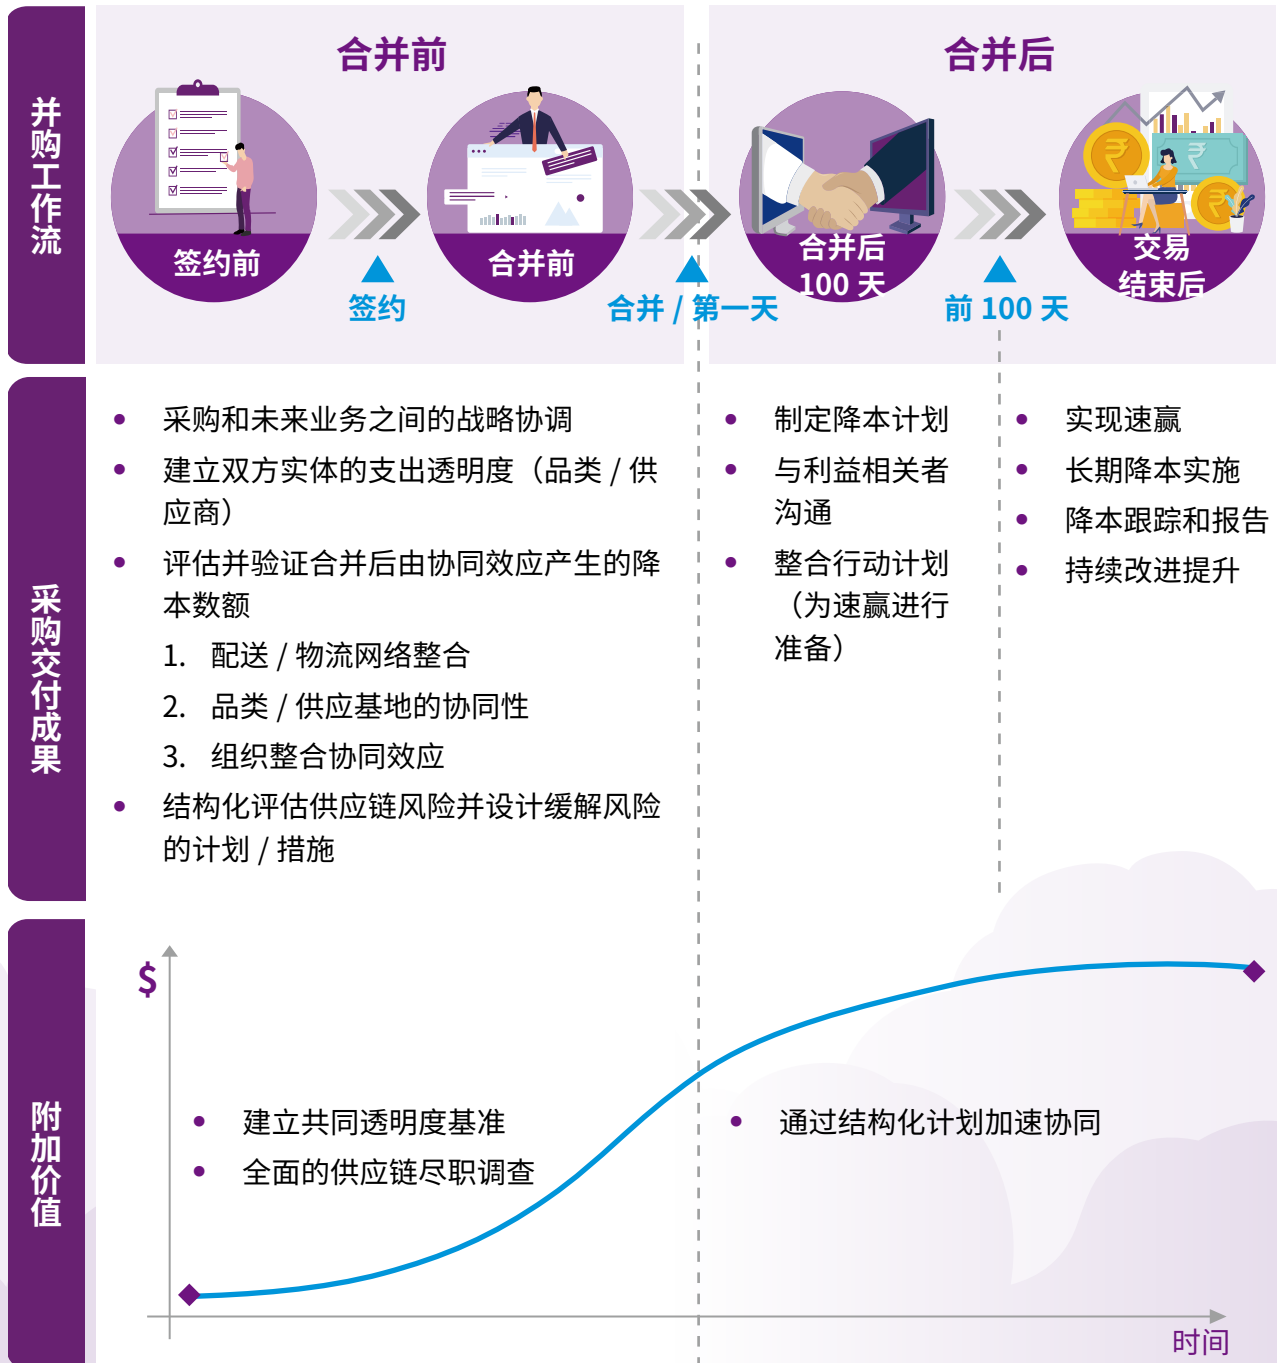 并购工作流
合并前
合并后
签约前
合并前
合并后
100 天
交易
结束后
签约
合并 / 第一天
前 100 天
采购交付成果
• 采购和未来业务之间的战略协调
• 建立双方实体的支出透明度（品类 / 供
应商）
• 评估并验证合并后由协同效应产生的降
本数额
1. 配送 / 物流网络整合
2. 品类 / 供应基地的协同性
3. 组织整合协同效应
• 结构化评估供应链风险并设计缓解风险
的计划 / 措施
• 制定降本计划
• 与利益相关者
沟通
• 整合行动计划
（为速赢进行
准备）
• 实现速赢
• 长期降本实施
• 降本跟踪和报告
• 持续改进提升
附加价值
$
• 建立共同透明度基准
• 全面的供应链尽职调查
• 通过结构化计划加速协同
时间